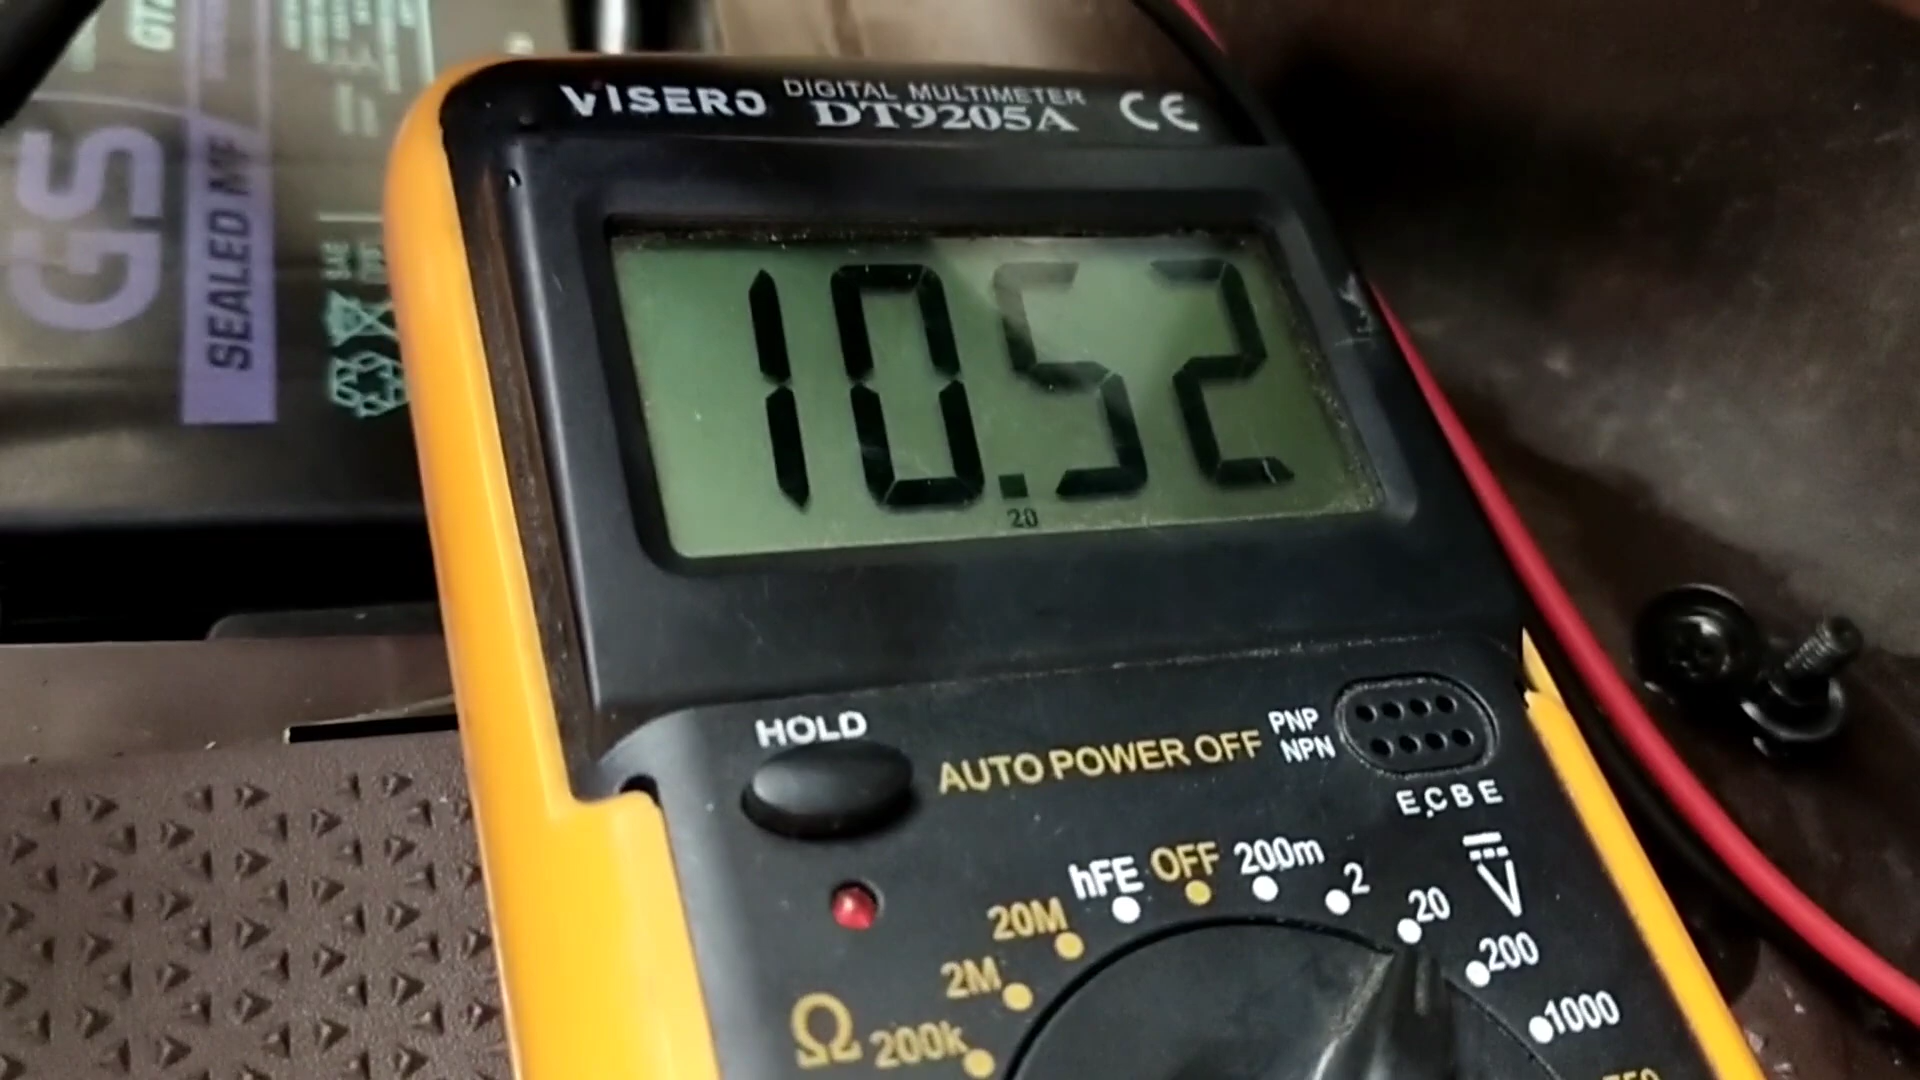 VISERO
DIGITAL MULTIMETER
DT9205A
CE
10.52
20
HOLD
AUTO POWER OFF
PNP
NPN
E C B E
hFE
OFF
200m
2
20
V
200
1000
20M
2M
Ω
200k
GS
SEALED MF